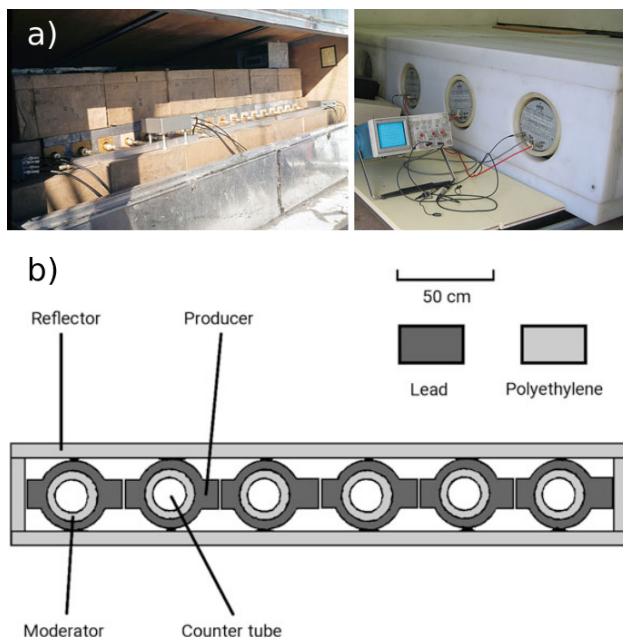 a)
b)
50 cm
Reflector
Producer
Lead
Polyethylene
Moderator
Counter tube